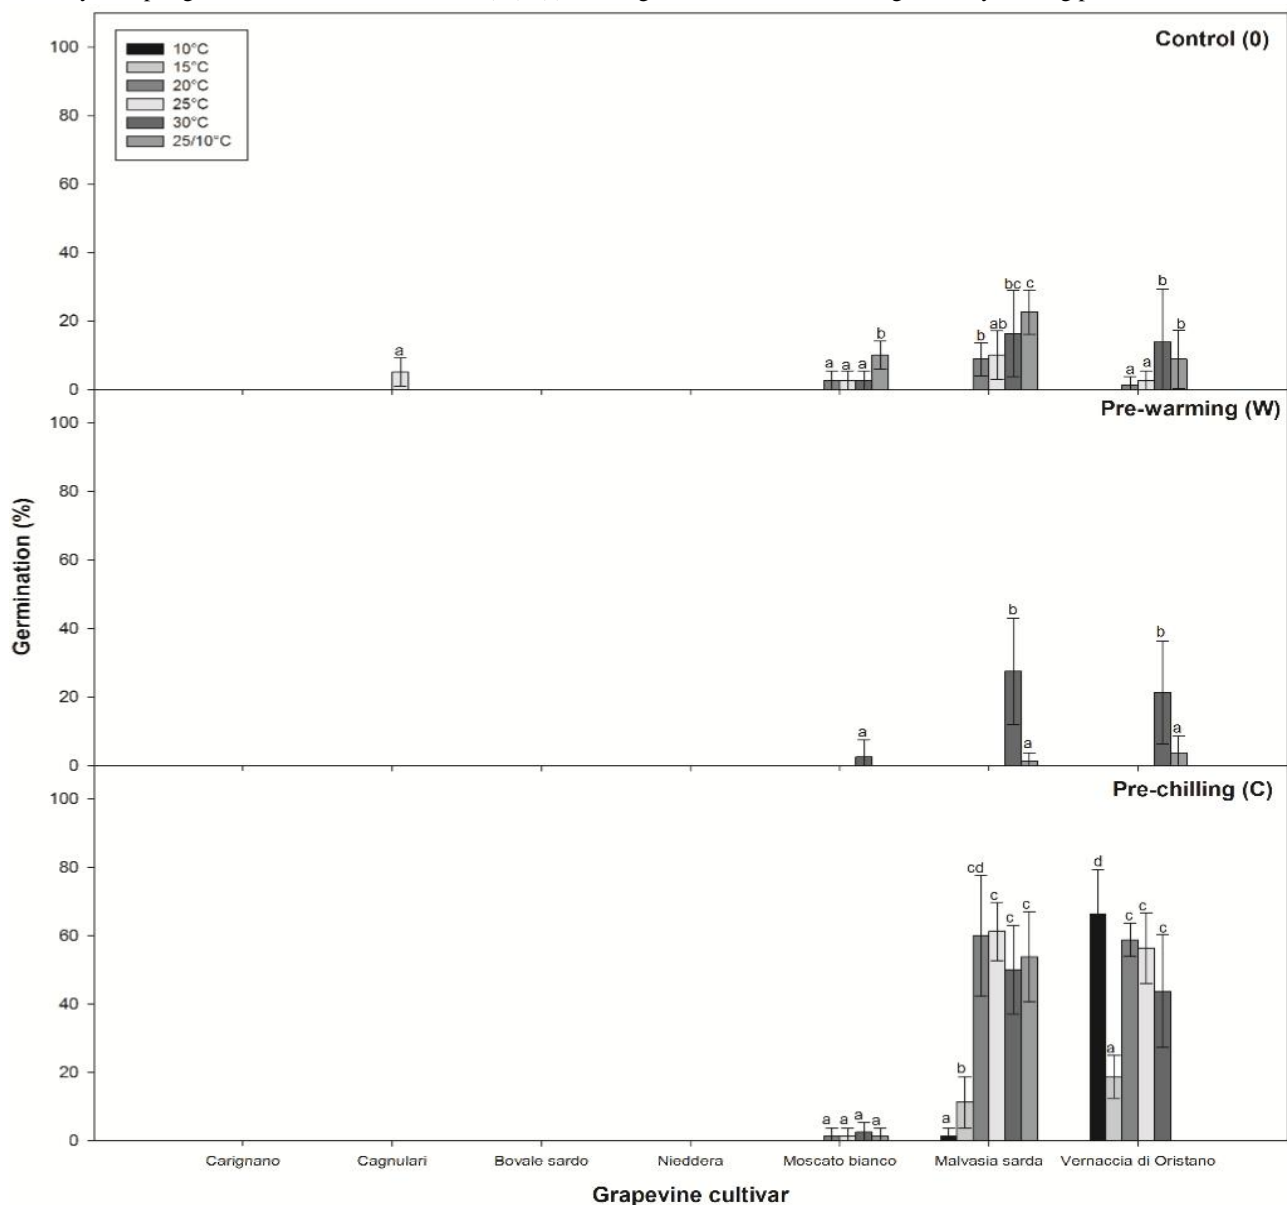 Control (0)
10°C
15°C
20°C
25°C
30°C
25/10°C
100
80
60
40
20
0
a
a
a
a
b
b
ab
bc
c
a
a
b
b
Pre-warming (W)
100
80
60
40
20
0
a
b
a
b
a
Germination (%)
Pre-chilling (C)
100
80
60
40
20
0
a
a
a
a
a
b
cd
c
c
c
d
a
c
c
c
Carignano Cagnulari Bovale sardo Nieddera Moscato bianco Malvasia sarda Vernaccia di Oristano
Grapevine cultivar